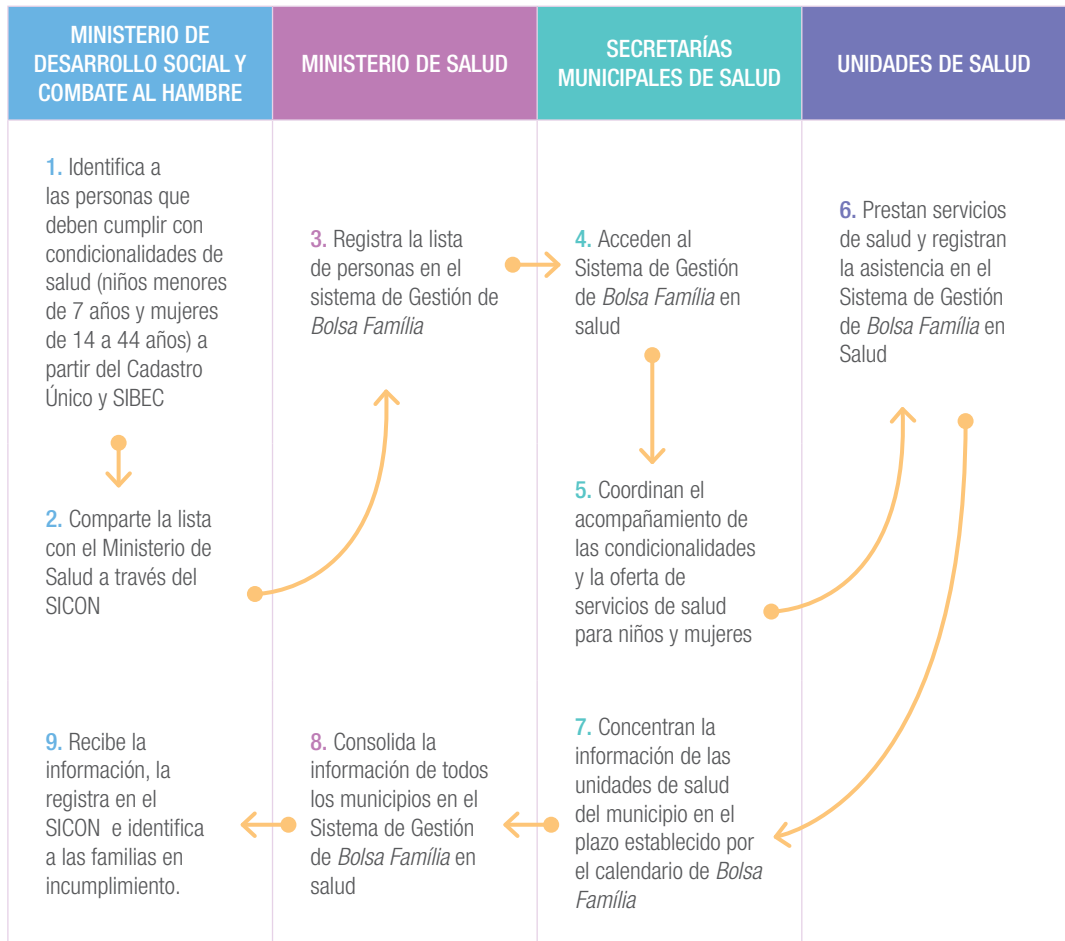 MINISTERIO DE
DESARROLLO SOCIAL Y
COMBATE AL HAMBRE
MINISTERIO DE SALUD
SECRETARÍAS
MUNICIPALES DE SALUD
UNIDADES DE SALUD
1. Identifica a
las personas que
deben cumplir con
condicionalidades de
salud (niños menores
de 7 años y mujeres
de 14 a 44 años) a
partir del Cadastro
Único y SIBEC
2. Comparte la lista
con el Ministerio de
Salud a través del
SICON
3. Registra la lista
de personas en el
sistema de Gestión de
Bolsa Família
4. Acceden al
Sistema de Gestión
de Bolsa Família en
salud
5. Coordinan el
acompañamiento de
las condicionalidades
y la oferta de
servicios de salud
para niños y mujeres
6. Prestan servicios
de salud y registran
la asistencia en el
Sistema de Gestión
de Bolsa Família en
Salud
7. Concentran la
información de las
unidades de salud
del municipio en el
plazo establecido por
el calendario de Bolsa
Família
8. Consolida la
información de todos
los municipios en el
Sistema de Gestión
de Bolsa Família en
salud
9. Recibe la
información, la
registra en el
SICON e identifica
a las familias en
incumplimiento.